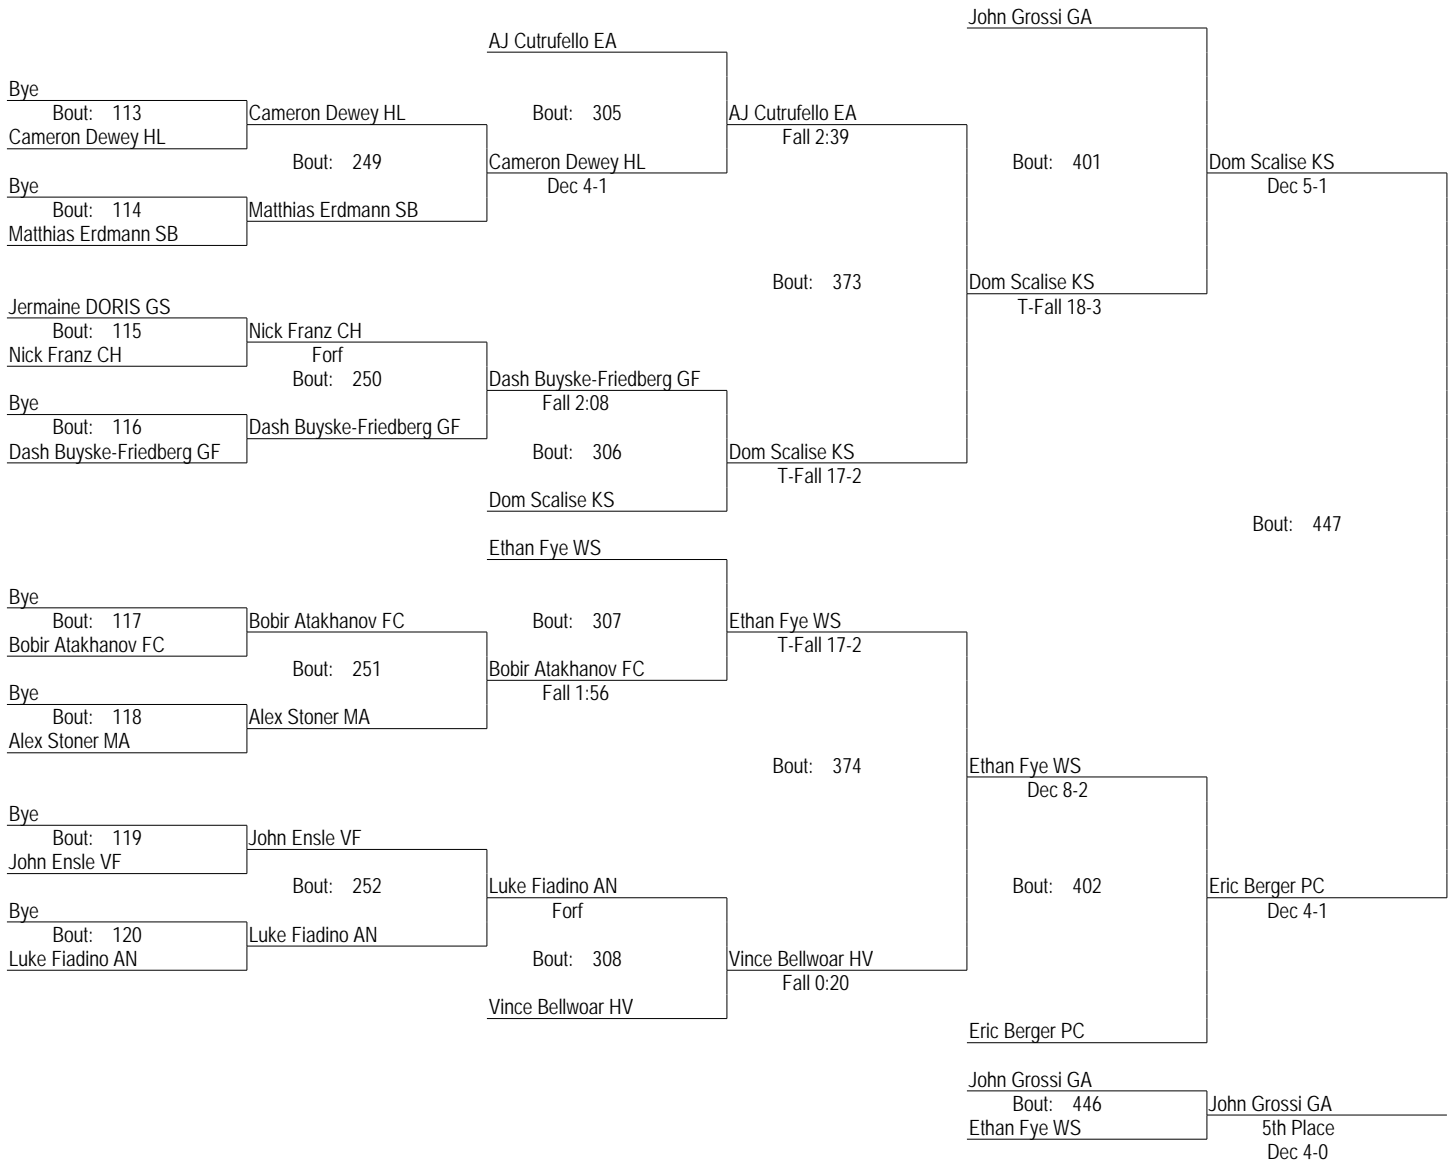 John Grossi GA
AJ Cutrufello EA
Bye
Bout: 113
Cameron Dewey HL
Cameron Dewey HL
Bout: 305
AJ Cutrufello EA
Fall 2:39
Bout: 249
Cameron Dewey HL
Dec 4-1
Bout: 401
Dom Scalise KS
Dec 5-1
Bye
Bout: 114
Matthias Erdmann SB
Matthias Erdmann SB
Bout: 373
Dom Scalise KS
T-Fall 18-3
Jermaine DORIS GS
Bout: 115
Nick Franz CH
Nick Franz CH
Forf
Bout: 250
Dash Buyske-Friedberg GF
Fall 2:08
Bye
Bout: 116
Dash Buyske-Friedberg GF
Dash Buyske-Friedberg GF
Bout: 306
Dom Scalise KS
T-Fall 17-2
Dom Scalise KS
Bout: 447
Ethan Fye WS
Bye
Bout: 117
Bobir Atakhanov FC
Bobir Atakhanov FC
Bout: 307
Ethan Fye WS
T-Fall 17-2
Bout: 251
Bobir Atakhanov FC
Fall 1:56
Bye
Bout: 118
Alex Stoner MA
Alex Stoner MA
Bout: 374
Ethan Fye WS
Dec 8-2
Bye
Bout: 119
John Ensle VF
John Ensle VF
Bout: 252
Luke Fiadino AN
Forf
Bout: 402
Eric Berger PC
Dec 4-1
Bye
Bout: 120
Luke Fiadino AN
Luke Fiadino AN
Bout: 308
Vince Bellwoar HV
Fall 0:20
Vince Bellwoar HV
Eric Berger PC
John Grossi GA
Bout: 446
Ethan Fye WS
John Grossi GA
5th Place
Dec 4-0